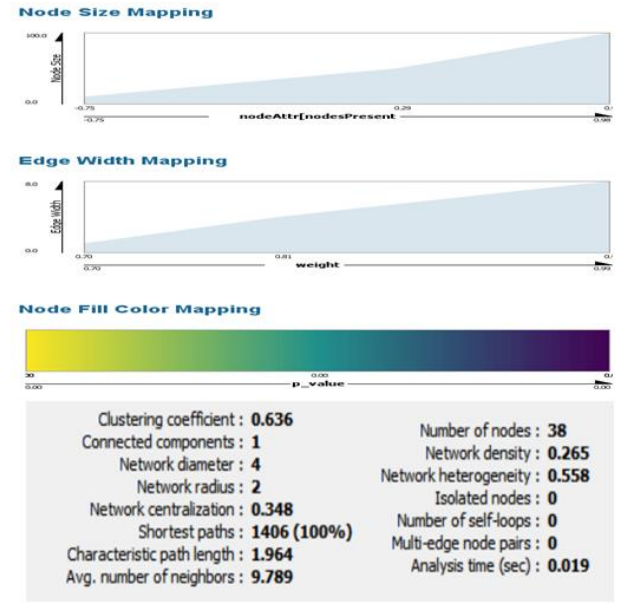 Node Size Mapping
100.0
Node Size
0.0
-0.75
0.29
0.
-0.75
nodeAttr[nodesPresent
0.98
Edge Width Mapping
8.0
Edge Width
0.0
0.70
0.81
0.
0.70
weight
0.99
Node Fill Color Mapping
0.00
0.
0.00
p_value
0.00
Clustering coefficient : 0.636
Connected components : 1
Network diameter : 4
Network radius : 2
Network centralization : 0.348
Shortest paths : 1406 (100%)
Characteristic path length : 1.964
Avg. number of neighbors : 9.789
Number of nodes : 38
Network density : 0.265
Network heterogeneity : 0.558
Isolated nodes : 0
Number of self-loops : 0
Multi-edge node pairs : 0
Analysis time (sec) : 0.019